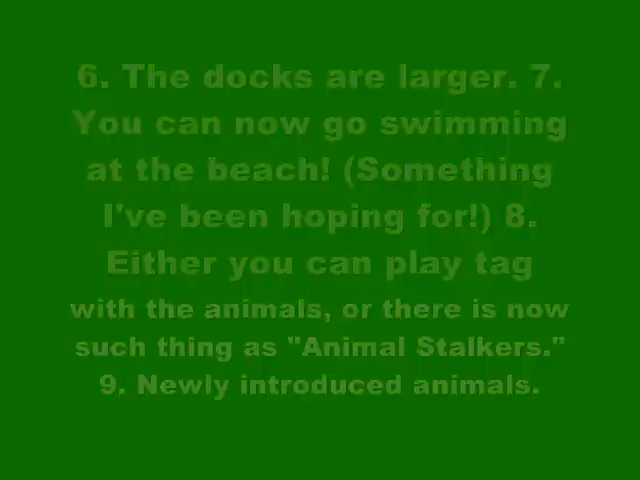 6. The docks are larger. 7.
You can now go swimming
at the beach! (Something
I've been hoping for!) 8.
Either you can play tag
with the animals, or there is now
such thing as "Animal Stalkers."
9. Newly introduced animals.